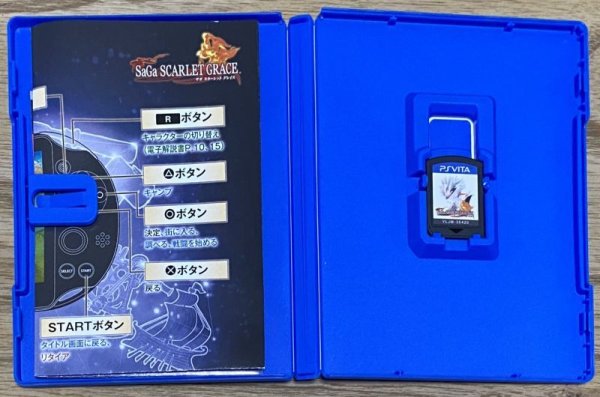 SaGa SCARLET GRACE
サガ スカーレット グレイス
R ボタン
キャラクターの切り替え
(電子解説書P.10、15)
△ボタン
キャンプ
○ボタン
決定、街に入る、
調べる、戦闘を始める
×ボタン
戻る
SELECT START
STARTボタン
タイトル画面に戻る、
リタイア
PSVITA